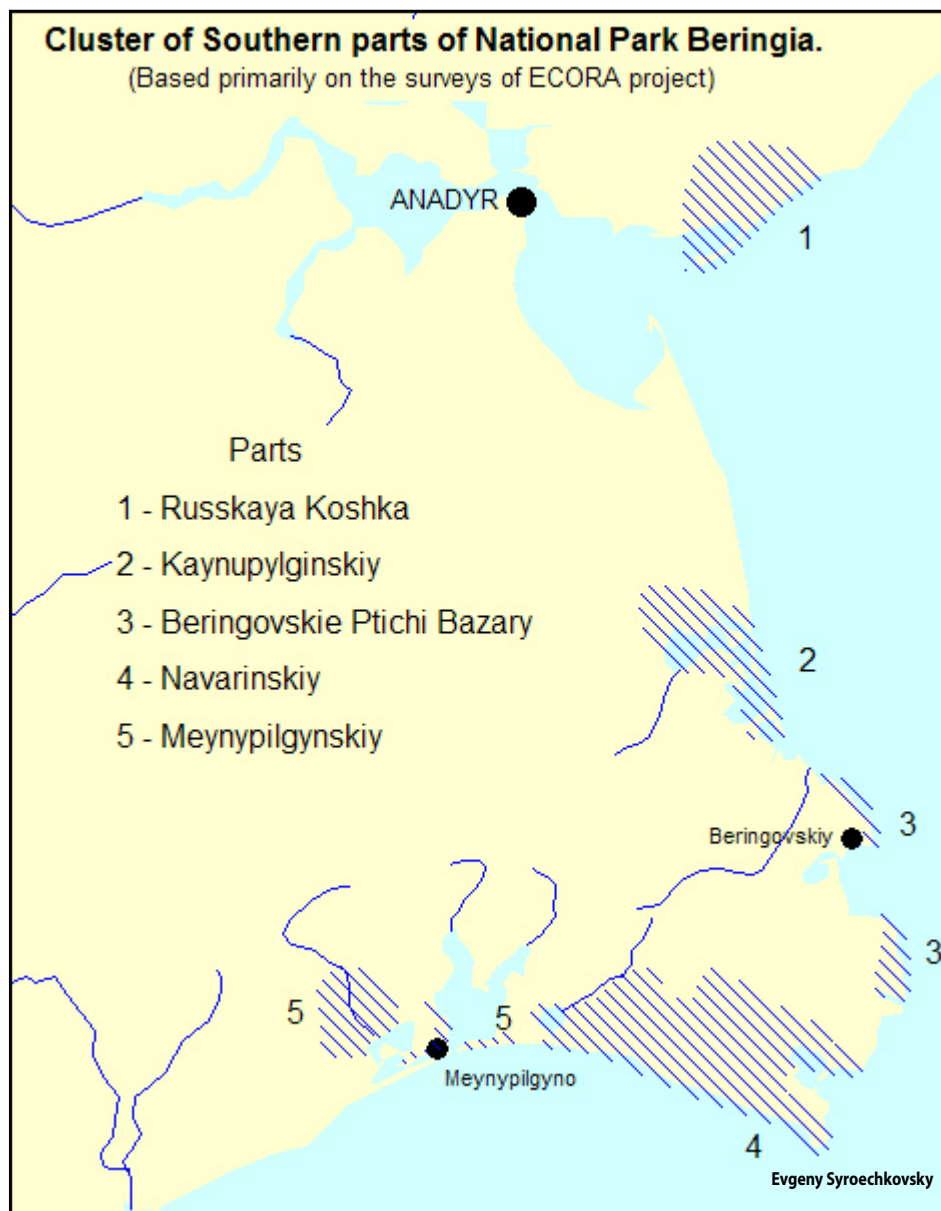 Cluster of Southern parts of National Park Beringia.
(Based primarily on the surveys of ECORA project)
ANADYR
1
Parts
1 - Russkaya Koshka
2 - Kaynupylginskiy
3 - Beringovskie Ptichi Bazary
4 - Navarinskiy
5 - Meynypilgynskiy
2
Beringovskiy
3
3
5
5
Meynypilgyno
4
Evgeny Syroechkovsky